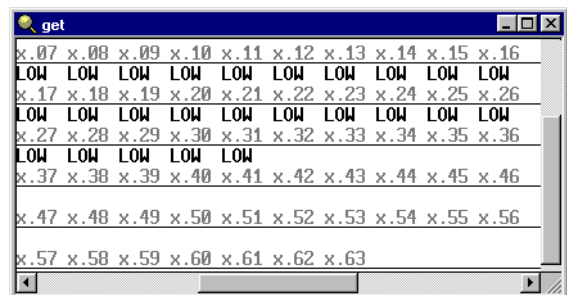 get
x.07 x.08 x.09 x.10 x.11 x.12 x.13 x.14 x.15 x.16
LOW LOW LOW LOW LOW LOW LOW LOW LOW LOW
x.17 x.18 x.19 x.20 x.21 x.22 x.23 x.24 x.25 x.26
LOW LOW LOW LOW LOW LOW LOW LOW LOW LOW
x.27 x.28 x.29 x.30 x.31 x.32 x.33 x.34 x.35 x.36
LOW LOW LOW LOW LOW
x.37 x.38 x.39 x.40 x.41 x.42 x.43 x.44 x.45 x.46
x.47 x.48 x.49 x.50 x.51 x.52 x.53 x.54 x.55 x.56
x.57 x.58 x.59 x.60 x.61 x.62 x.63